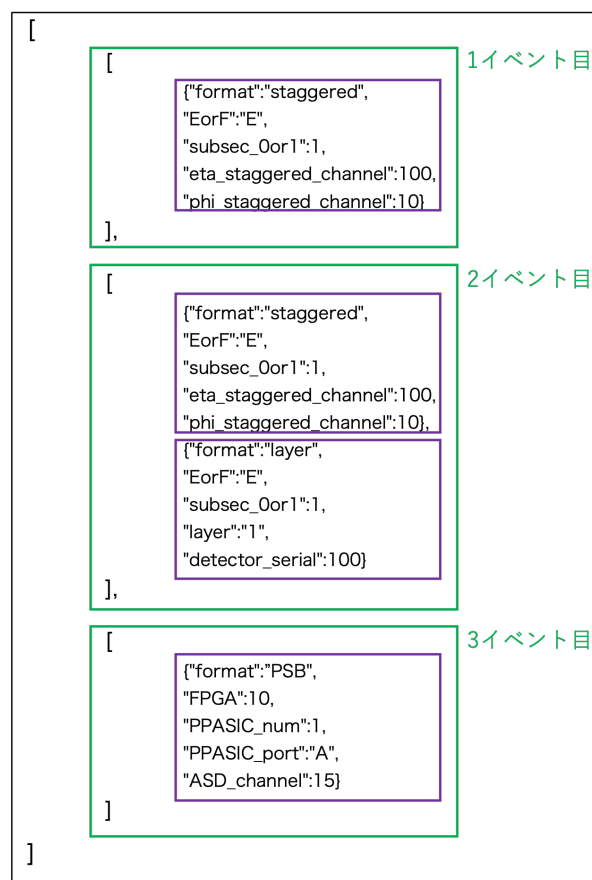 [
[
1イベント目
{"format":"staggered",
"EorF":"E",
"subsec_0or1":1,
"eta_staggered_channel":100,
"phi_staggered_channel":10}
],
[
2イベント目
{"format":"staggered",
"EorF":"E",
"subsec_0or1":1,
"eta_staggered_channel":100,
"phi_staggered_channel":10},
{"format":"layer",
"EorF":"E",
"subsec_0or1":1,
"layer":"1",
"detector_serial":100}
],
[
3イベント目
{"format":”PSB",
"FPGA":10,
"PPASIC_num":1,
"PPASIC_port":"A",
"ASD_channel":15}
]
]